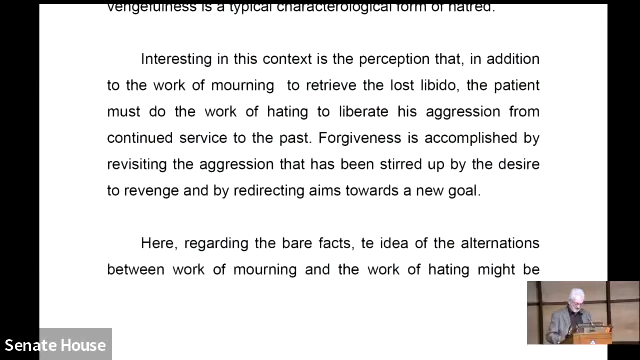 vengefulness is a typical characterological form of hatred.
Interesting in this context is the perception that, in addition
to the work of mourning to retrieve the lost libido, the patient
must do the work of hating to liberate his aggression from
continued service to the past. Forgiveness is accomplished by
revisiting the aggression that has been stirred up by the desire
to revenge and by redirecting aims towards a new goal.
Here, regarding the bare facts, te idea of the alternations
between work of mourning and the work of hating might be
Senate House